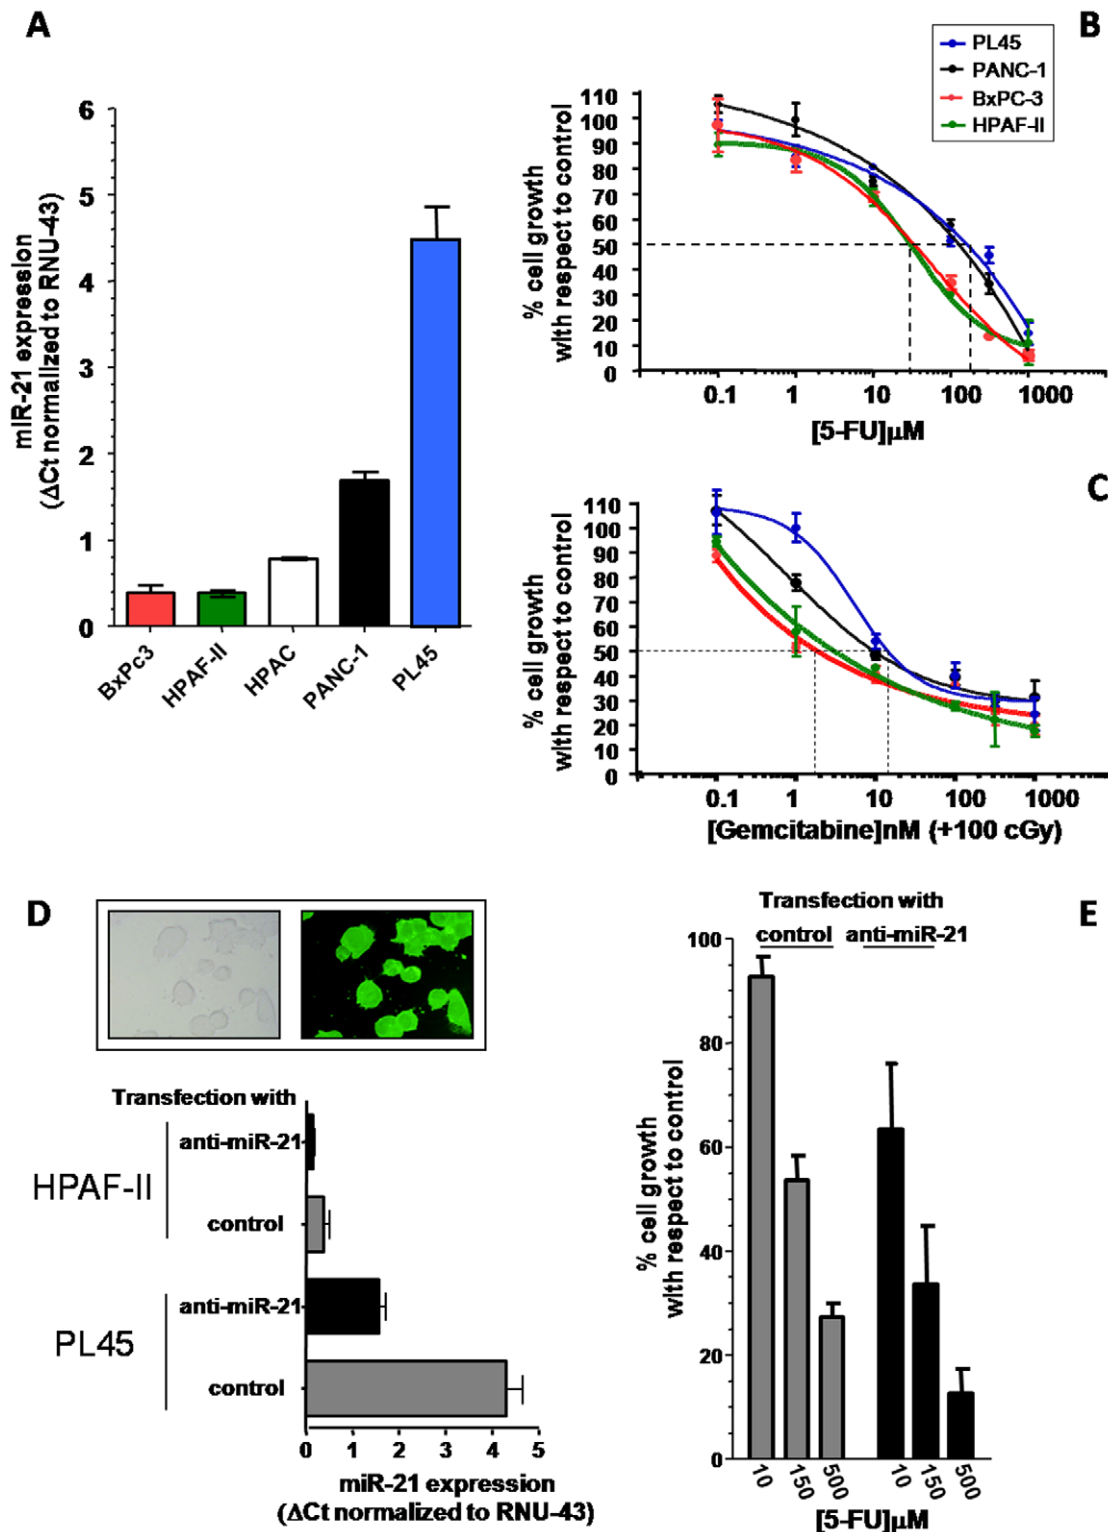 A
6
5
4
3
2
1
0
miR-21 expression
(ΔCt normalized to RNU-43)
BxPc3
HPAF-II
HPAC
PANC-1
PL45
B
PL45
PANC-1
BxPC-3
HPAF-II
110
100
90
80
70
60
50
40
30
20
10
0
% cell growth
with respect to control
0.1 1 10 100 1000
[5-FU]µM
C
110
100
90
80
70
60
50
40
30
20
10
0
% cell growth
with respect to control
0.1 1 10 100 1000
[Gemcitabine]nM (+100 cGy)
D
Transfection with
HPAF-II
anti-miR-21
control
PL45
anti-miR-21
control
0 1 2 3 4 5
miR-21 expression
(ΔCt normalized to RNU-43)
E
Transfection with
control anti-miR-21
100
80
60
40
20
0
% cell growth
with respect to control
10 150 500 10 150 500
[5-FU]µM